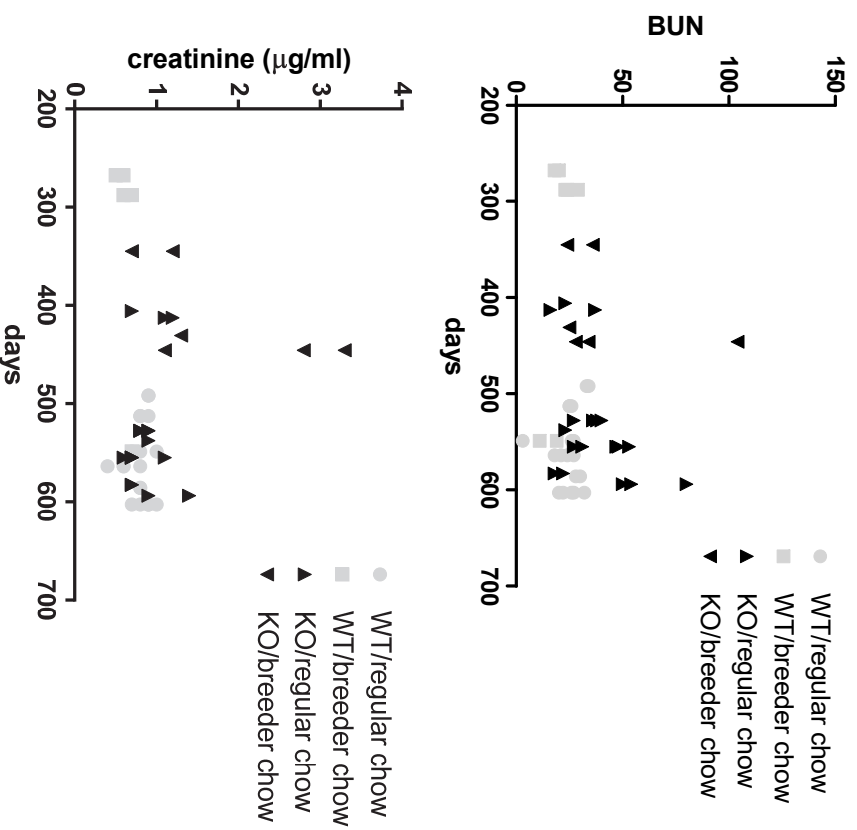 BUN
150
100
50
0
200 300 400 500 600 700
days
WT/regular chow
WT/breeder chow
KO/regular chow
KO/breeder chow
creatinine (μg/ml)
4
3
2
1
0
200 300 400 500 600 700
days
WT/regular chow
WT/breeder chow
KO/regular chow
KO/breeder chow